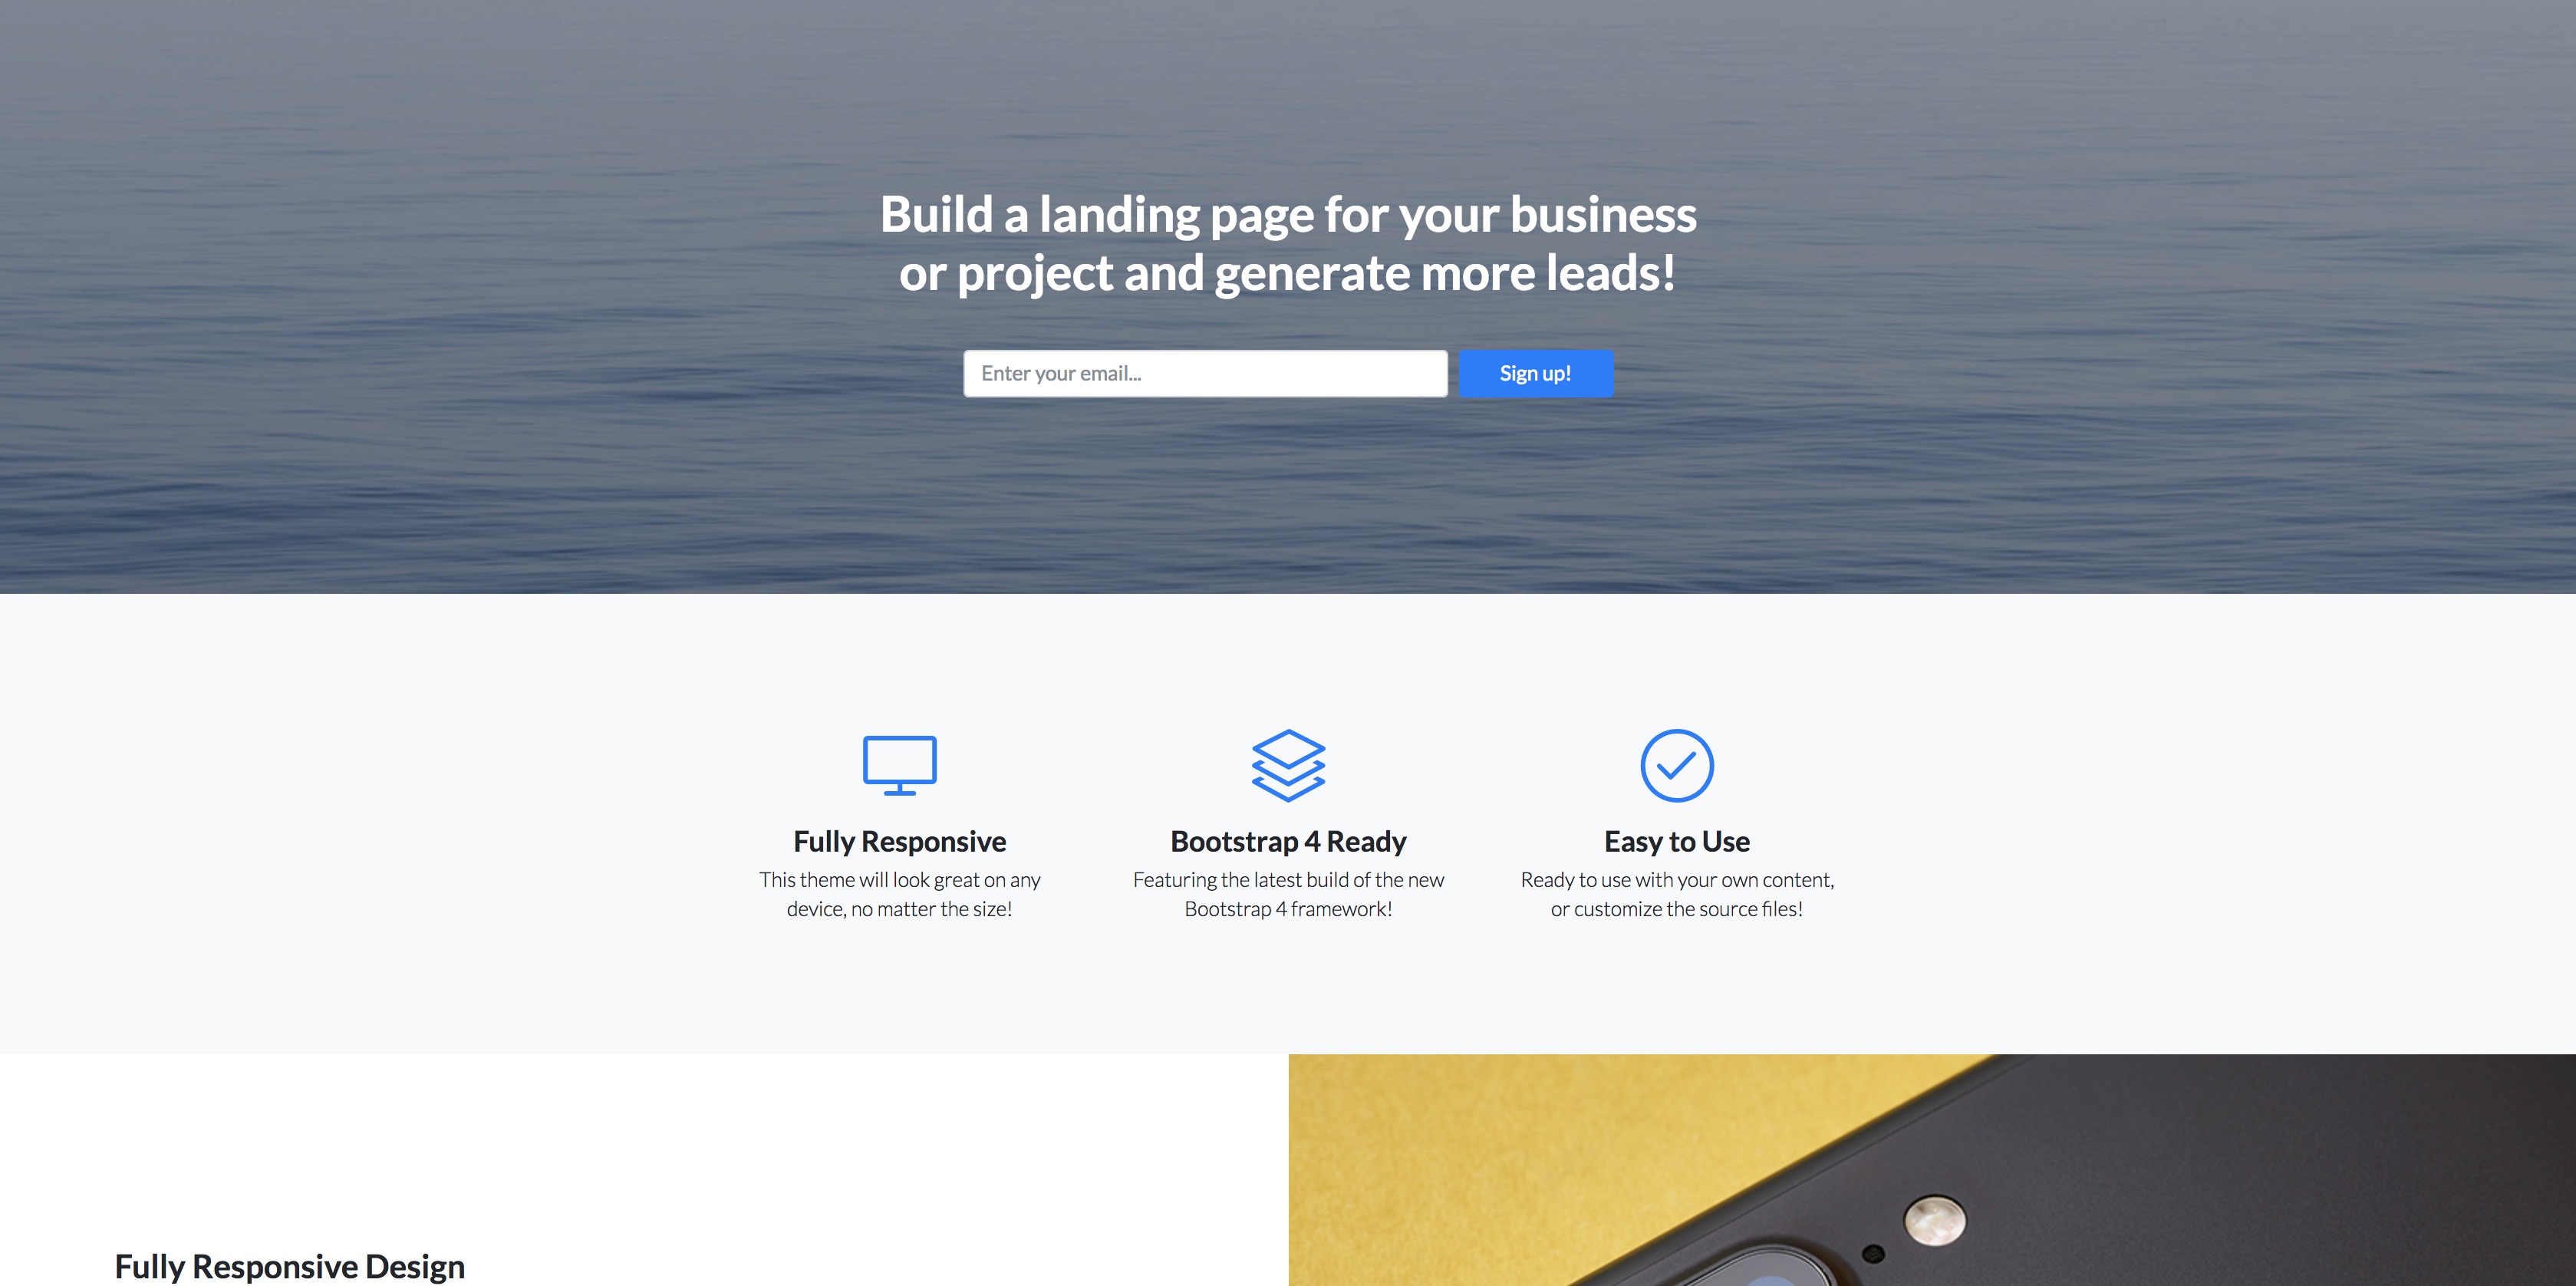 Build a landing page for your business
or project and generate more leads!
Enter your email...
Sign up!
Fully Responsive
This theme will look great on any
device, no matter the size!
Bootstrap 4 Ready
Featuring the latest build of the new
Bootstrap 4 framework!
Easy to Use
Ready to use with your own content,
or customize the source files!
Fully Responsive Design